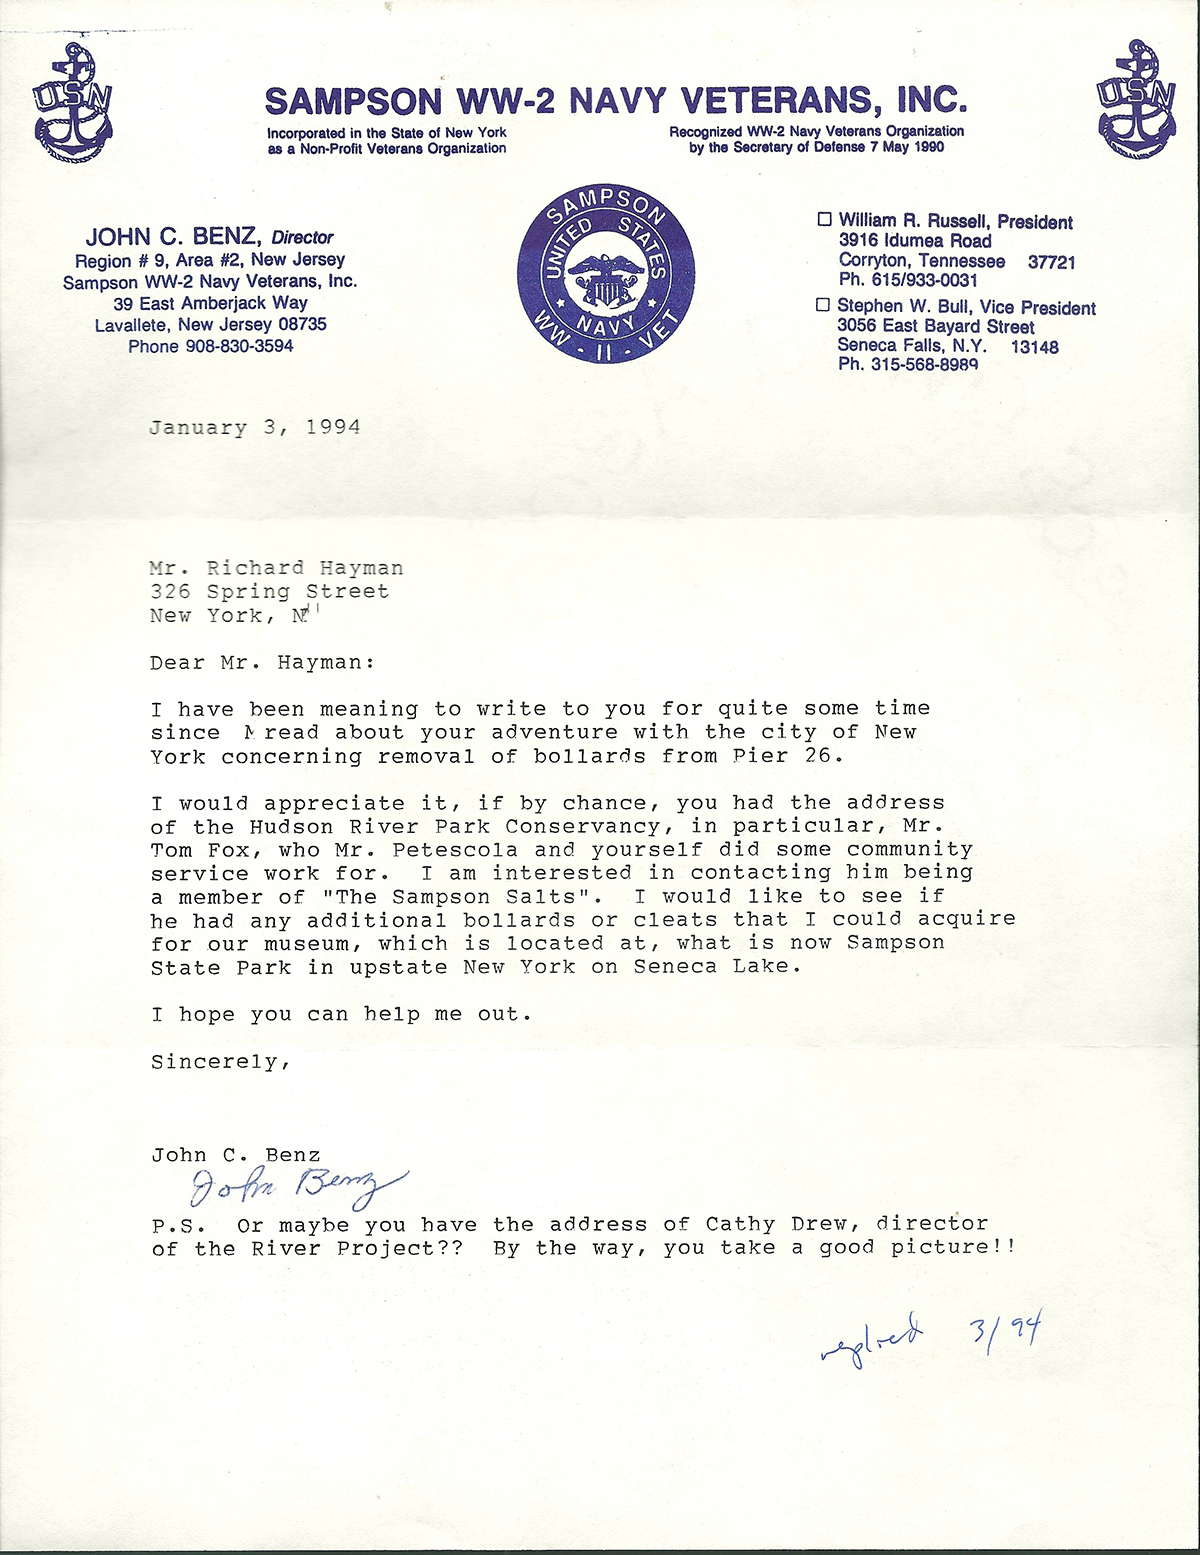 USN
USN
SAMPSON WW-2 NAVY VETERANS, INC.
Incorporated in the State of New York
as a Non-Profit Veterans Organization
Recognized WW-2 Navy Veterans Organization
by the Secretary of Defense 7 May 1990
JOHN C. BENZ, Director
Region # 9, Area #2, New Jersey
Sampson WW-2 Navy Veterans, Inc.
39 East Amberjack Way
Lavallete, New Jersey 08735
Phone 908-830-3594
SAMPSON
UNITED STATES
NAVY
WW - II - VET
William R. Russell, President
3916 Idumea Road
Corryton, Tennessee 37721
Ph. 615/933-0031
Stephen W. Bull, Vice President
3056 East Bayard Street
Seneca Falls, N.Y. 13148
Ph. 315-568-8989
January 3, 1994
Mr. Richard Hayman
326 Spring Street
New York,
Dear Mr. Hayman:
I have been meaning to write to you for quite some time
since read about your adventure with the city of New
York concerning removal of bollards from Pier 26.
I would appreciate it, if by chance, you had the address
of the Hudson River Park Conservancy, in particular, Mr.
Tom Fox, who Mr. Petescola and yourself did some community
service work for. I am interested in contacting him being
a member of "The Sampson Salts". I would like to see if
he had any additional bollards or cleats that I could acquire
for our museum, which is located at, what is now Sampson
State Park in upstate New York on Seneca Lake.
I hope you can help me out.
Sincerely,
John C. Benz
John Benz
P.S. Or maybe you have the address of Cathy Drew, director
of the River Project?? By the way, you take a good picture!!
replied 3/94